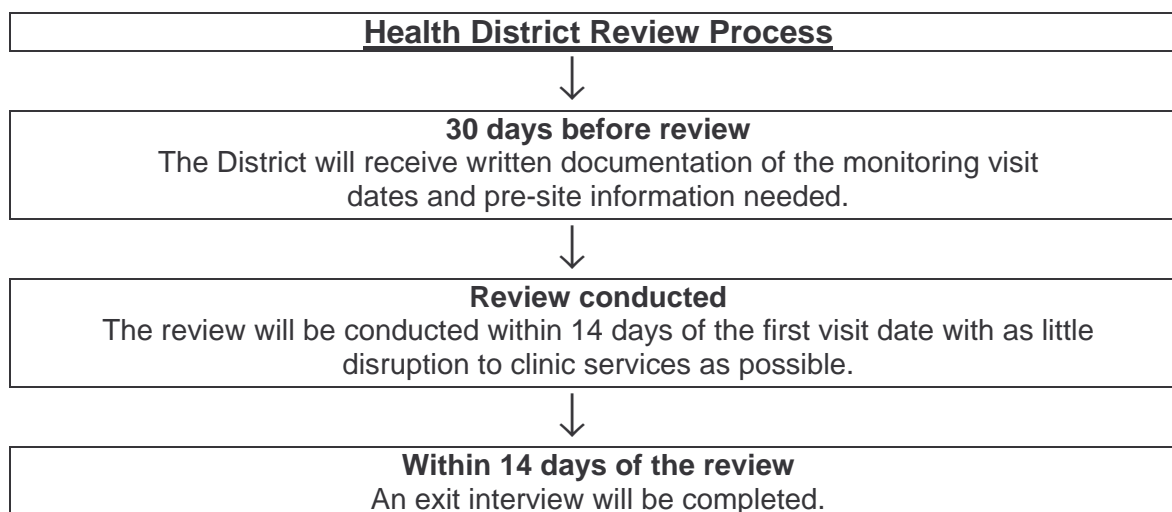 Health District Review Process
30 days before review
The District will receive written documentation of the monitoring visit
dates and pre-site information needed.
Review conducted
The review will be conducted within 14 days of the first visit date with as little
disruption to clinic services as possible.
Within 14 days of the review
An exit interview will be completed.